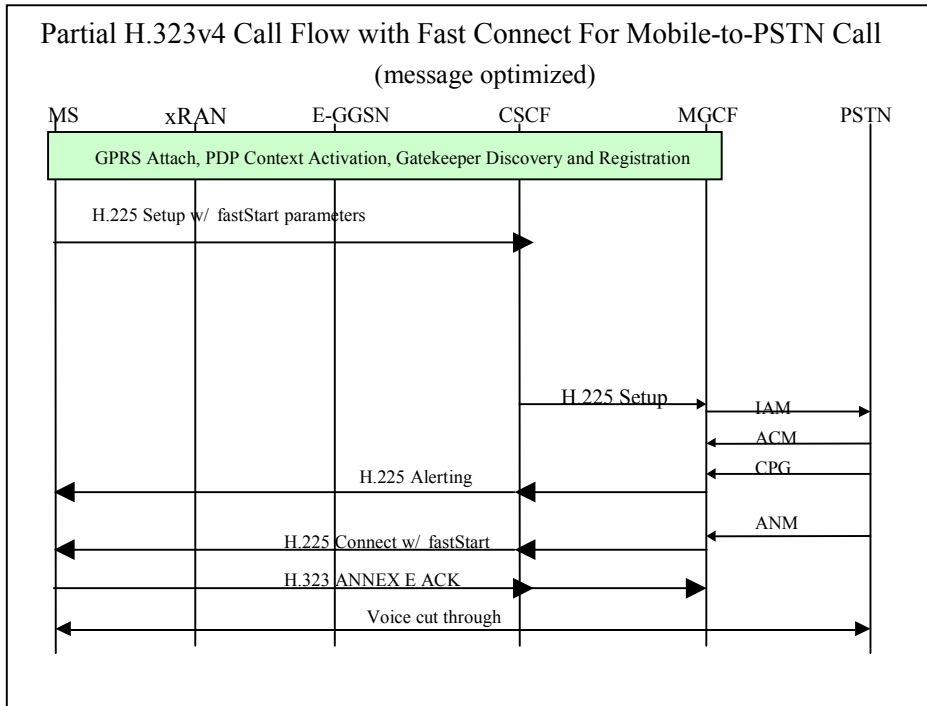 Partial H.323v4 Call Flow with Fast Connect For Mobile-to-PSTN Call
(message optimized)
MS xRAN E-GGSN CSCF MGCF PSTN
GPRS Attach, PDP Context Activation, Gatekeeper Discovery and Registration
H.225 Setup w/ fastStart parameters
H.225 Setup
IAM
ACM
CPG
H.225 Alerting
ANM
H.225 Connect w/ fastStart
H.323 ANNEX E ACK
Voice cut through